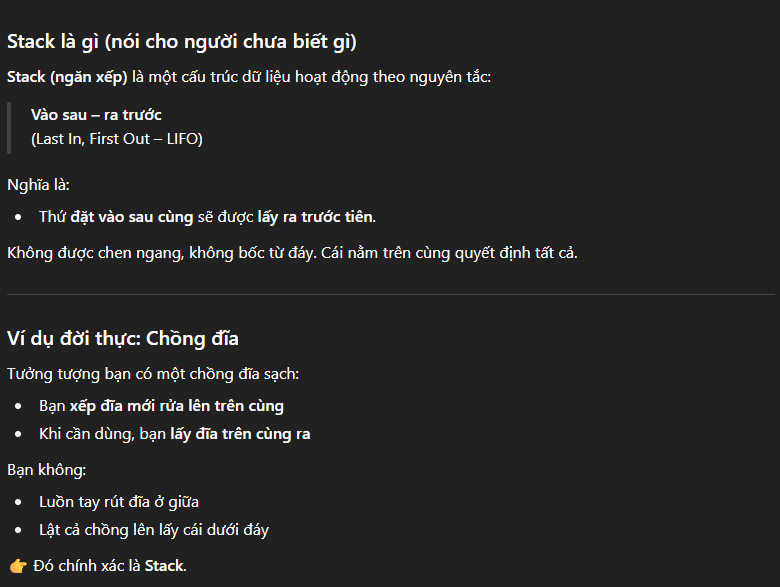 Stack là gì (nói cho người chưa biết gì)
Stack (ngăn xếp) là một cấu trúc dữ liệu hoạt động theo nguyên tắc:
Vào sau – ra trước
(Last In, First Out – LIFO)
Nghĩa là:
• Thứ đặt vào sau cùng sẽ được lấy ra trước tiên.
Không được chen ngang, không bốc từ đáy. Cái nằm trên cùng quyết định tất cả.
Ví dụ đời thực: Chồng đĩa
Tưởng tượng bạn có một chồng đĩa sạch:
• Bạn xếp đĩa mới rửa lên trên cùng
• Khi cần dùng, bạn lấy đĩa trên cùng ra
Bạn không:
• Luồn tay rút đĩa ở giữa
• Lật cả chồng lên lấy cái dưới đáy
👉 Đó chính xác là Stack.